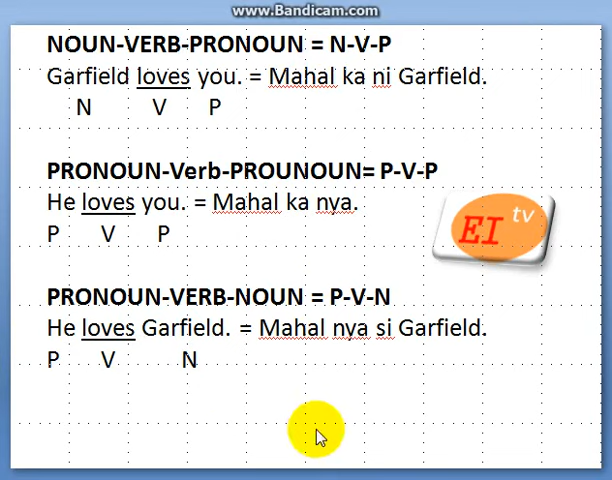 www.Bandicam.com
NOUN-VERB-PRONOUN = N-V-P
Garfield loves you. = Mahal ka ni Garfield.
N V P
PRONOUN-Verb-PROUNOUN= P-V-P
He loves you. = Mahal ka nya.
P V P
EI tv
PRONOUN-VERB-NOUN = P-V-N
He loves Garfield. = Mahal nya si Garfield.
P V N